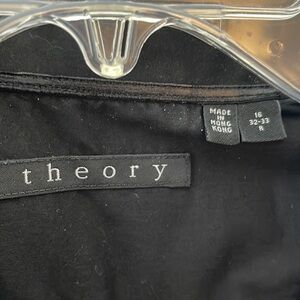 theory
MADE
IN
HONG
KONG
16
32-33
R